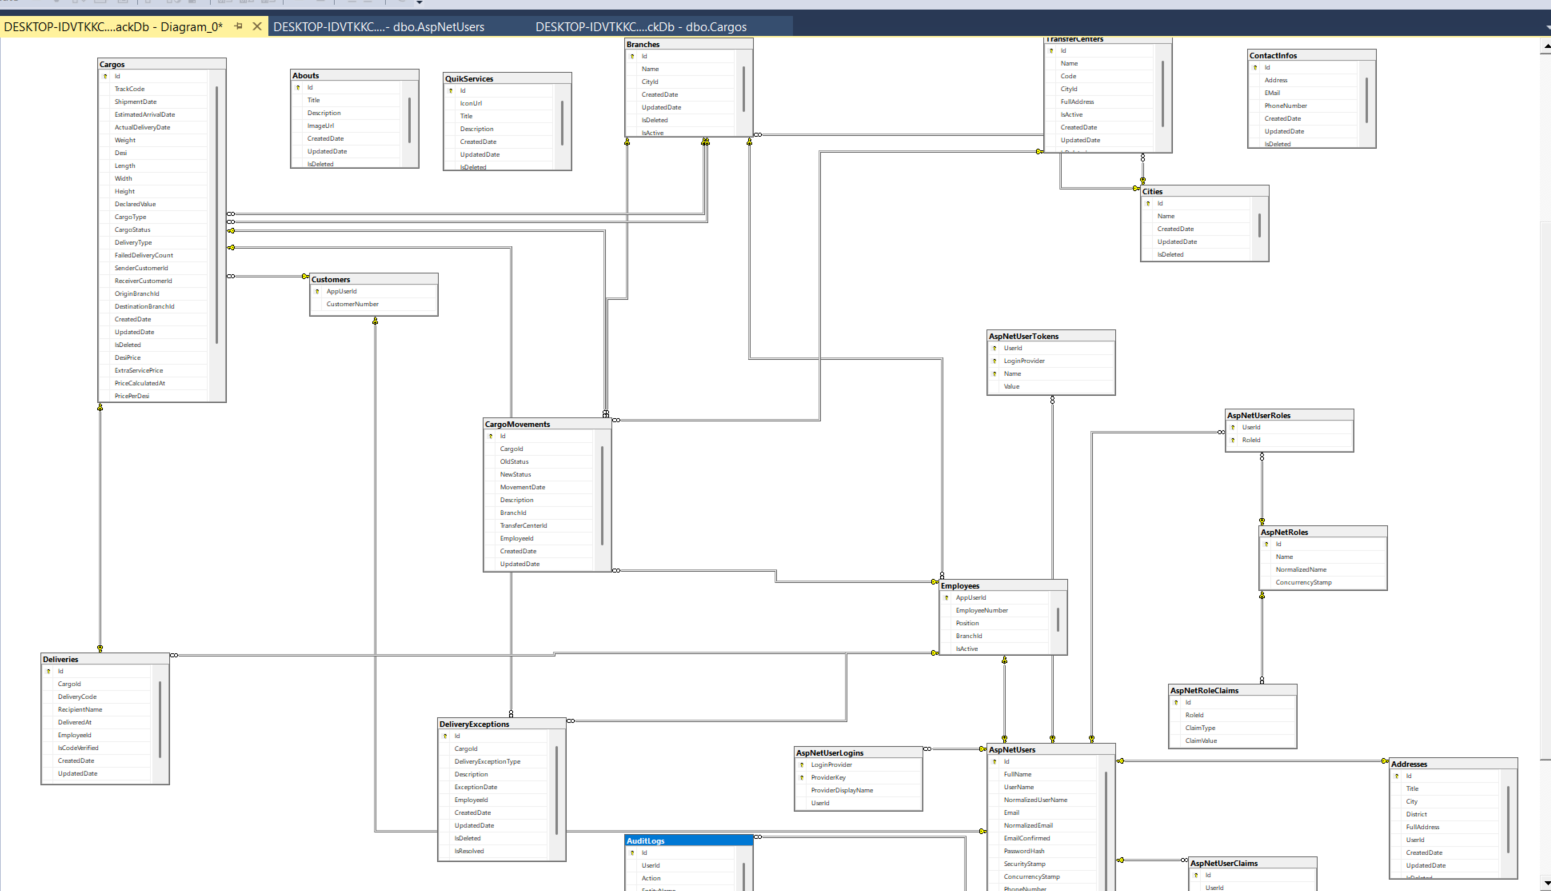 DESKTOP-IDVTKKC....ackDb - Diagram_0*
DESKTOP-IDVTKKC....- dbo.AspNetUsers
DESKTOP-IDVTKKC...ckDb - dbo.Cargos
Cargos
Id
TrackCode
ShipmentDate
EstimatedArrivalDate
ActualDeliveryDate
Weight
Desi
Length
Width
Height
DeclaredValue
CargoType
CargoStatus
DeliveryType
FailedDeliveryCount
SenderCustomerId
ReceiverCustomerId
OriginBranchId
DestinationBranchId
CreatedDate
UpdatedDate
IsDeleted
DesiPrice
ExtraServicePrice
PriceCalculatedAt
PricePerDesi
Abouts
Id
Title
Description
ImageUrl
CreatedDate
UpdatedDate
IsDeleted
QuikServices
Id
IconUrl
Title
Description
CreatedDate
UpdatedDate
IsDeleted
Branches
Id
Name
CityId
CreatedDate
UpdatedDate
IsDeleted
IsActive
TransferCenters
Id
Name
Code
CityId
FullAddress
IsActive
CreatedDate
UpdatedDate
ContactInfos
Id
Address
EMail
PhoneNumber
CreatedDate
UpdatedDate
IsDeleted
Cities
Id
Name
CreatedDate
UpdatedDate
IsDeleted
Customers
AppUserId
CustomerNumber
AspNetUserTokens
UserId
LoginProvider
Name
Value
AspNetUserRoles
UserId
RoleId
CargoMovements
Id
CargoId
OldStatus
NewStatus
MovementDate
Description
BranchId
TransferCenterId
EmployeeId
CreatedDate
UpdatedDate
AspNetRoles
Id
Name
NormalizedName
ConcurrencyStamp
Employees
AppUserId
EmployeeNumber
Position
BranchId
IsActive
Deliveries
Id
CargoId
DeliveryCode
RecipientName
DeliveredAt
EmployeeId
IsCodeVerified
CreatedDate
UpdatedDate
AspNetRoleClaims
Id
RoleId
ClaimType
ClaimValue
DeliveryExceptions
Id
CargoId
DeliveryExceptionType
Description
ExceptionDate
EmployeeId
CreatedDate
UpdatedDate
IsDeleted
IsResolved
AspNetUserLogins
LoginProvider
ProviderKey
ProviderDisplayName
UserId
AspNetUsers
Id
FullName
UserName
NormalizedUserName
Email
NormalizedEmail
EmailConfirmed
PasswordHash
SecurityStamp
ConcurrencyStamp
PhoneNumber
Addresses
Id
Title
City
District
FullAddress
UserId
CreatedDate
UpdatedDate
IsDeleted
AuditLogs
Id
UserId
Action
EntityName
AspNetUserClaims
Id
UserId